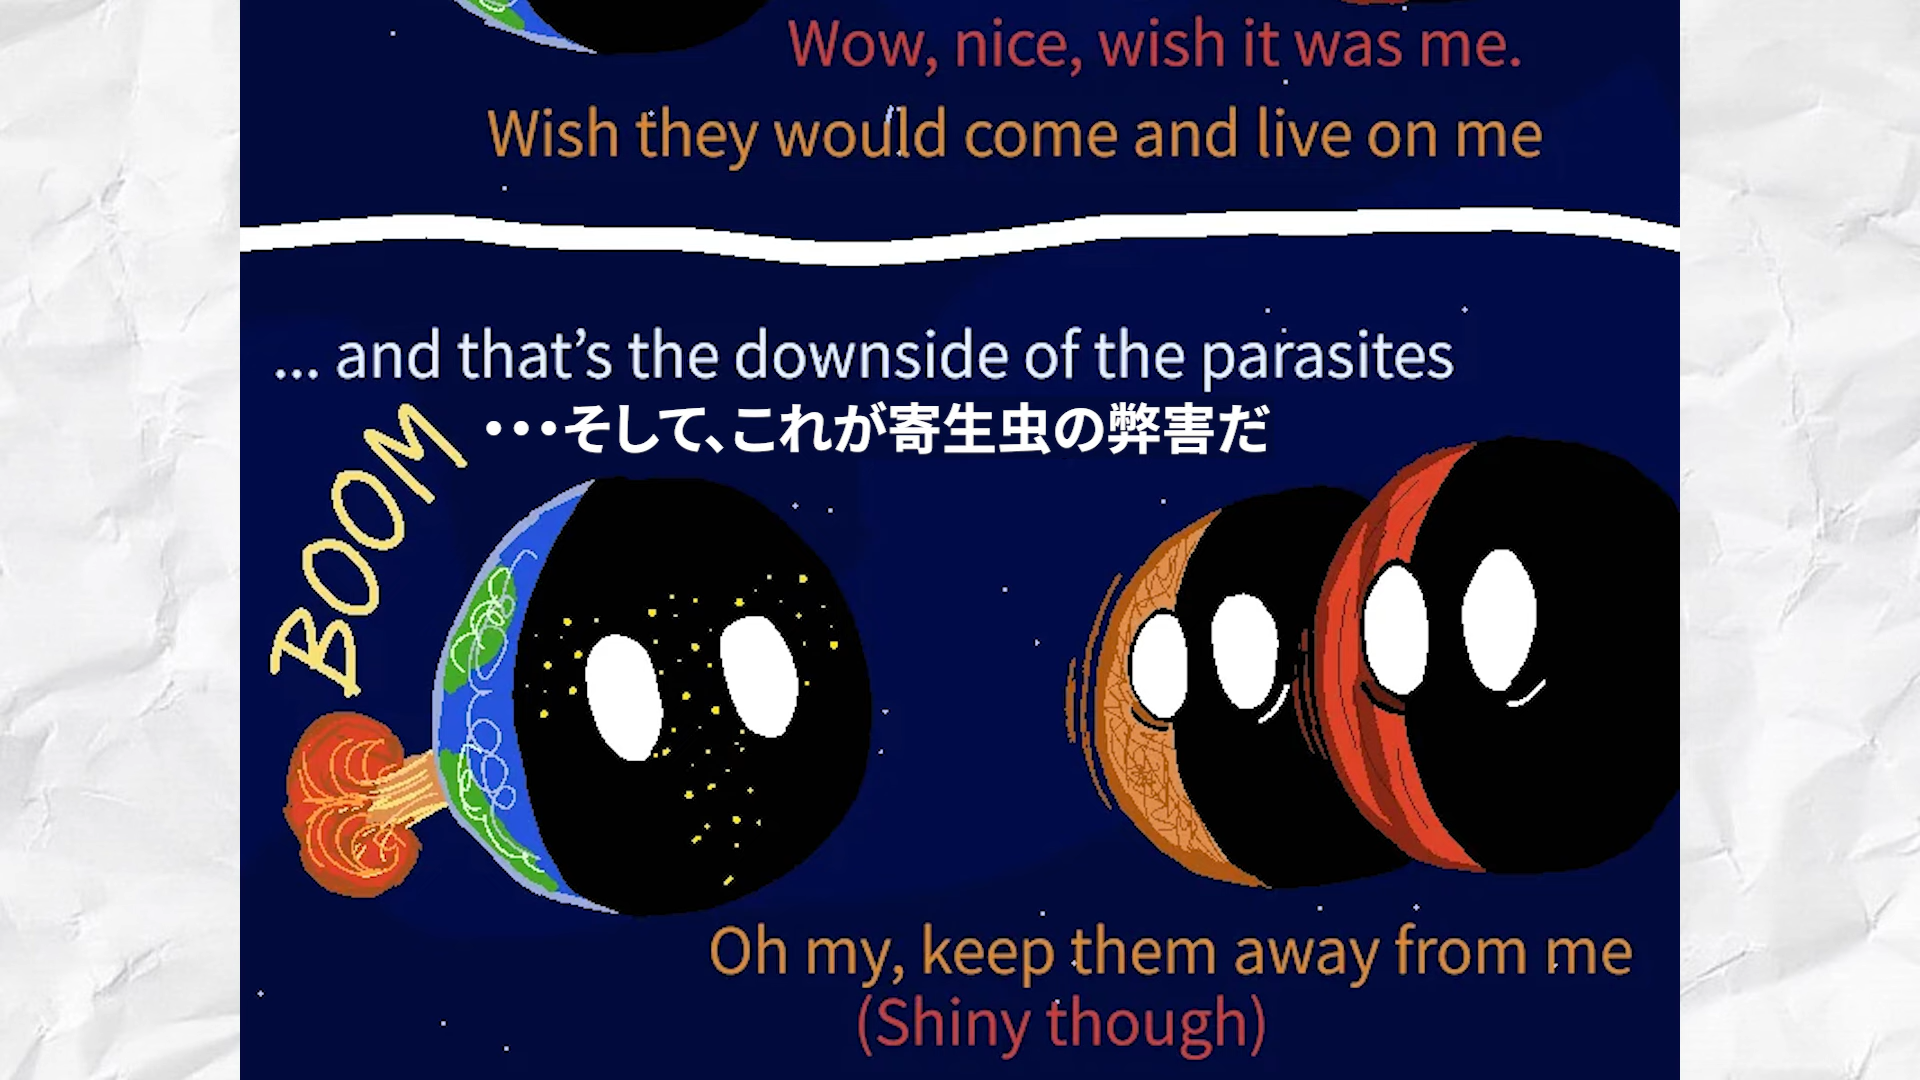 Wow, nice, wish it was me.
Wish they would come and live on me
... and that’s the downside of the parasites
・・・そして、これが寄生虫の弊害だ
BOOM
Oh my, keep them away from me
(Shiny though)